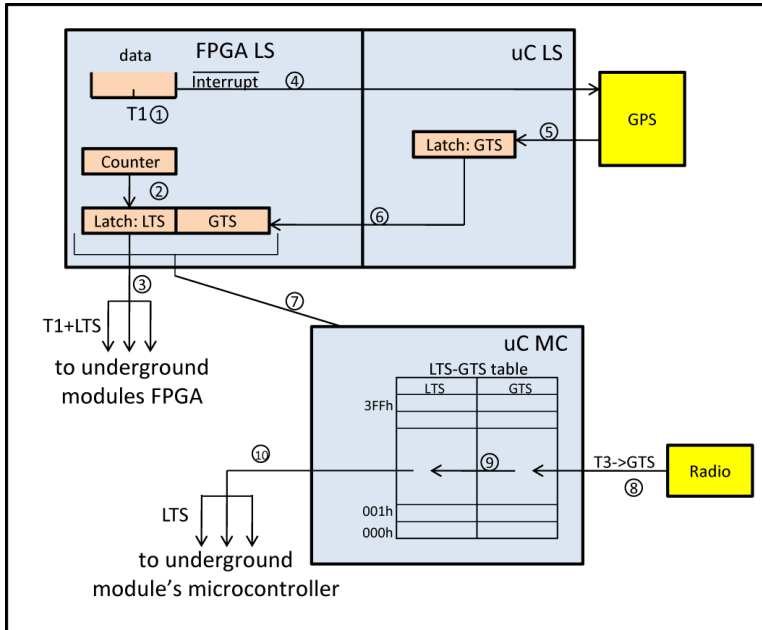 FPGA LS
uC LS
data
Interrupt
④
T1①
GPS
⑤
Latch: GTS
Counter
②
Latch: LTS
GTS
⑥
③
⑦
T1+LTS
to underground
modules FPGA
uC MC
LTS-GTS table
LTS
GTS
3FFh
⑩
⑨
T3->GTS
⑧
Radio
LTS
001h
000h
to underground
module's microcontroller